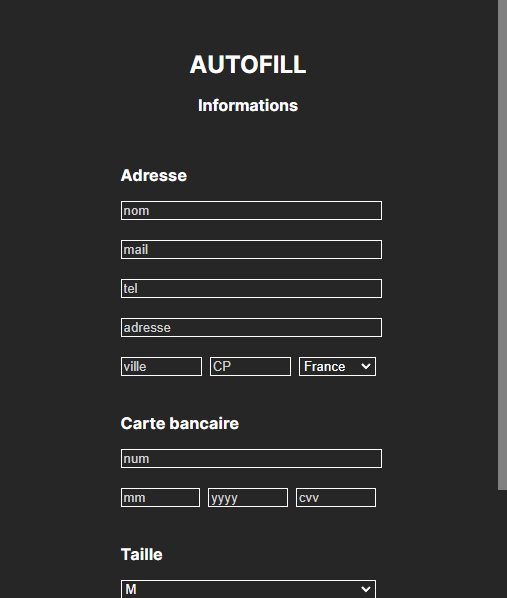 AUTOFILL
Informations
Adresse
nom
mail
tel
adresse
ville CP France
Carte bancaire
num
mm yyyy cvv
Taille
M